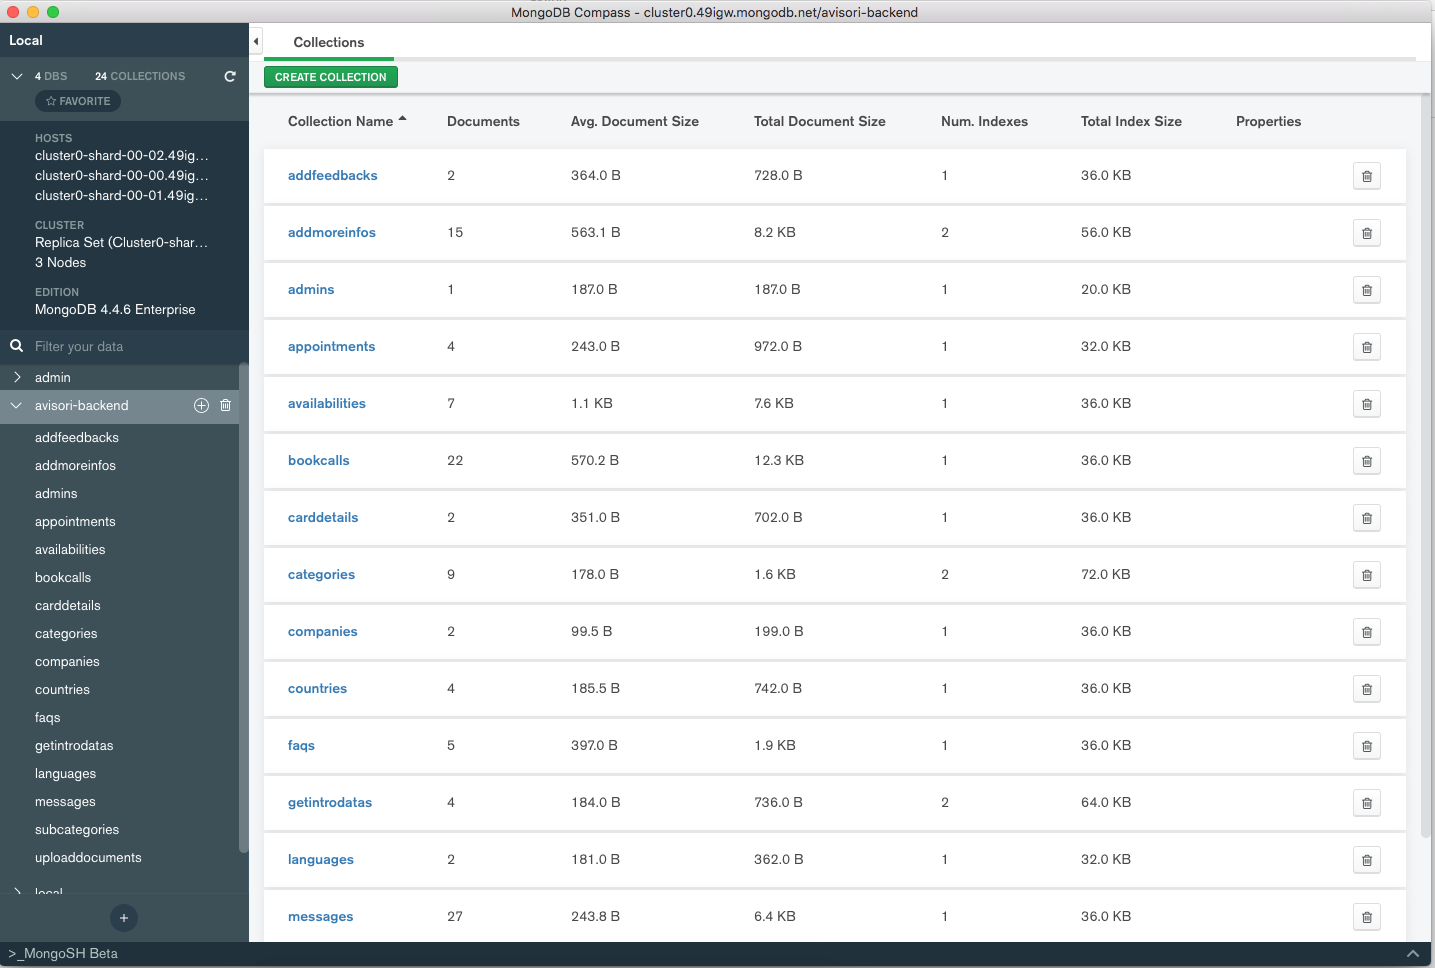 MongoDB Compass - cluster0.49igw.mongodb.net/avisori-backend
Local
4 DBS 24 COLLECTIONS
FAVORITE
HOSTS
cluster0-shard-00-02.49ig...
cluster0-shard-00-00.49ig...
cluster0-shard-00-01.49ig...
CLUSTER
Replica Set (Cluster0-shar...
3 Nodes
EDITION
MongoDB 4.4.6 Enterprise
Filter your data
admin
avisori-backend
addfeedbacks
addmoreinfos
admins
appointments
availabilities
bookcalls
carddetails
categories
companies
countries
faqs
getintrodatas
languages
messages
subcategories
uploaddocuments
local
+
Collections
CREATE COLLECTION
Collection Name Documents Avg. Document Size Total Document Size Num. Indexes Total Index Size Properties
addfeedbacks 2 364.0 B 728.0 B 1 36.0 KB
addmoreinfos 15 563.1 B 8.2 KB 2 56.0 KB
admins 1 187.0 B 187.0 B 1 20.0 KB
appointments 4 243.0 B 972.0 B 1 32.0 KB
availabilities 7 1.1 KB 7.6 KB 1 36.0 KB
bookcalls 22 570.2 B 12.3 KB 1 36.0 KB
carddetails 2 351.0 B 702.0 B 1 36.0 KB
categories 9 178.0 B 1.6 KB 2 72.0 KB
companies 2 99.5 B 199.0 B 1 36.0 KB
countries 4 185.5 B 742.0 B 1 36.0 KB
faqs 5 397.0 B 1.9 KB 1 36.0 KB
getintrodatas 4 184.0 B 736.0 B 2 64.0 KB
languages 2 181.0 B 362.0 B 1 32.0 KB
messages 27 243.8 B 6.4 KB 1 36.0 KB
>_MongoSH Beta